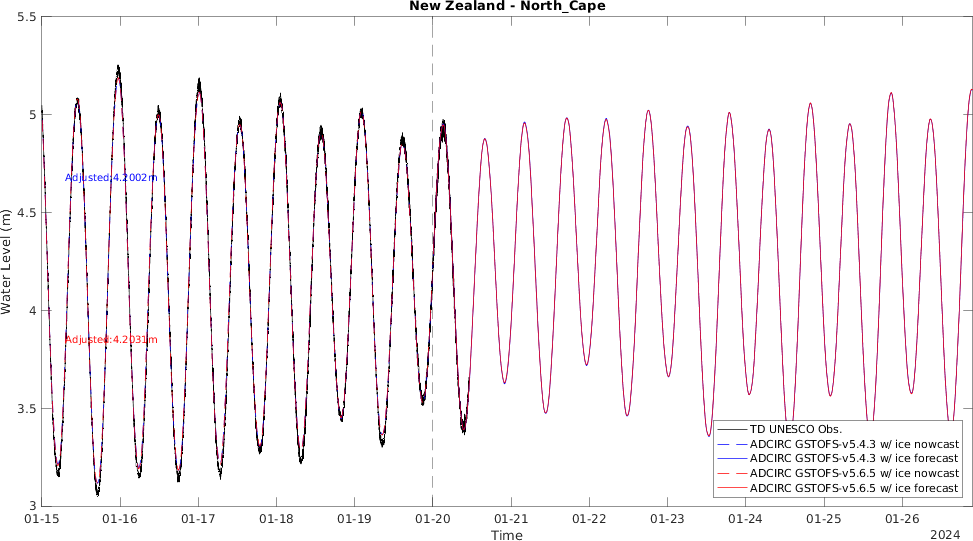 New Zealand - North_Cape
5.5
5
4.5
4
3.5
3
Water Level (m)
Adjusted:4.2002m
Adjusted:4.2031m
TD UNESCO Obs.
ADCIRC GSTOFS-v5.4.3 w/ ice nowcast
ADCIRC GSTOFS-v5.4.3 w/ ice forecast
ADCIRC GSTOFS-v5.6.5 w/ ice nowcast
ADCIRC GSTOFS-v5.6.5 w/ ice forecast
01-15 01-16 01-17 01-18 01-19 01-20 01-21 01-22 01-23 01-24 01-25 01-26
Time
2024